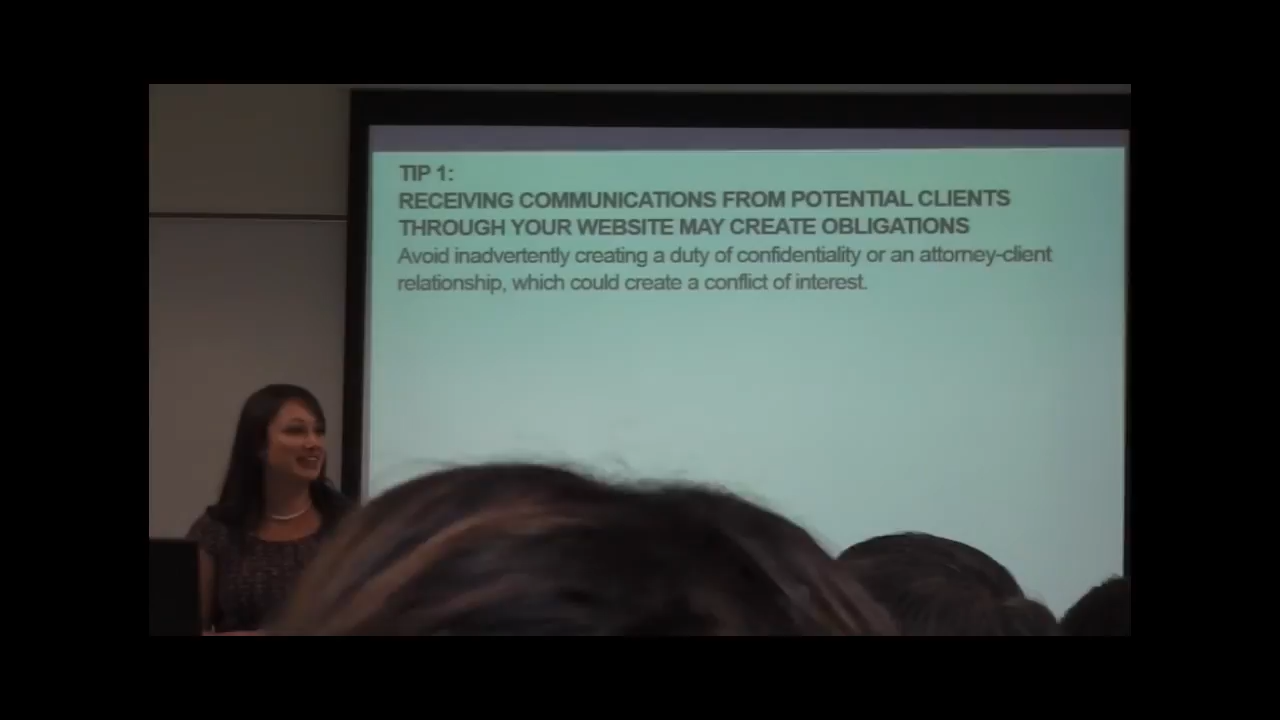 TIP 1:
RECEIVING COMMUNICATIONS FROM POTENTIAL CLIENTS
THROUGH YOUR WEBSITE MAY CREATE OBLIGATIONS
Avoid inadvertently creating a duty of confidentiality or an attorney-client
relationship, which could create a conflict of interest.